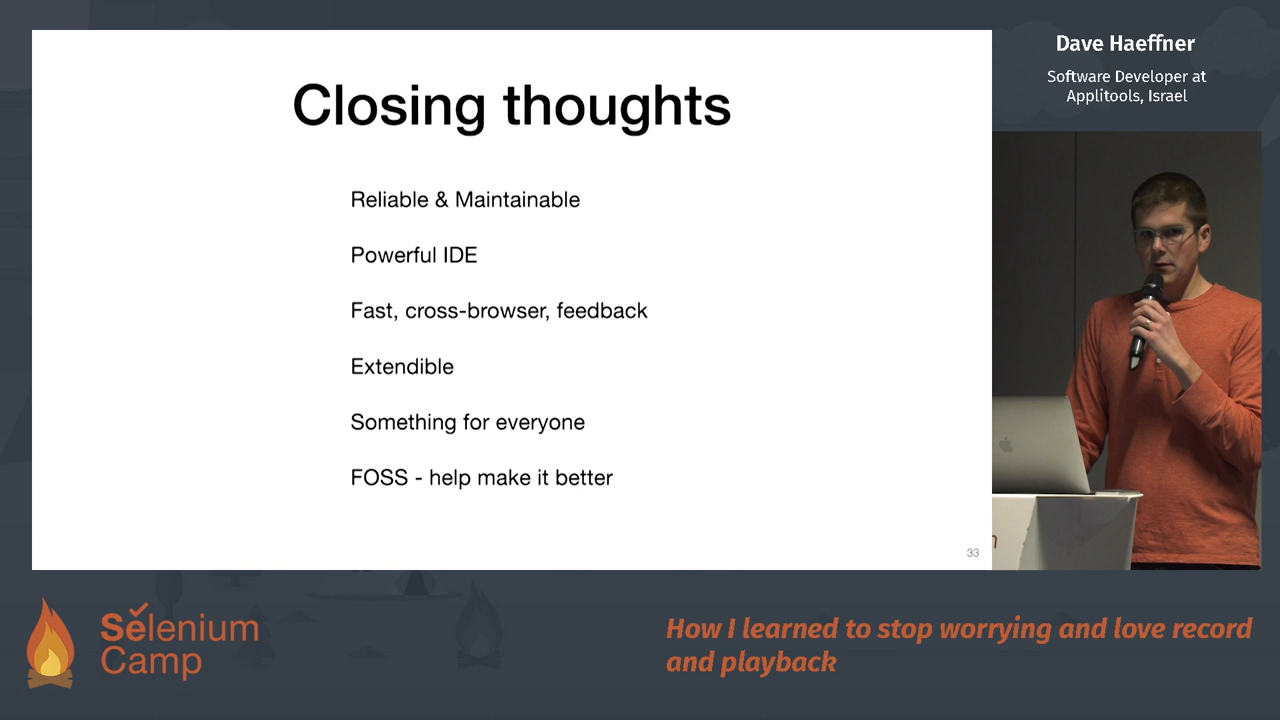 Closing thoughts
Reliable & Maintainable
Powerful IDE
Fast, cross-browser, feedback
Extendible
Something for everyone
FOSS - help make it better
33
Dave Haeffner
Software Developer at
Applitools, Israel
Selenium
Camp
How I learned to stop worrying and love record
and playback